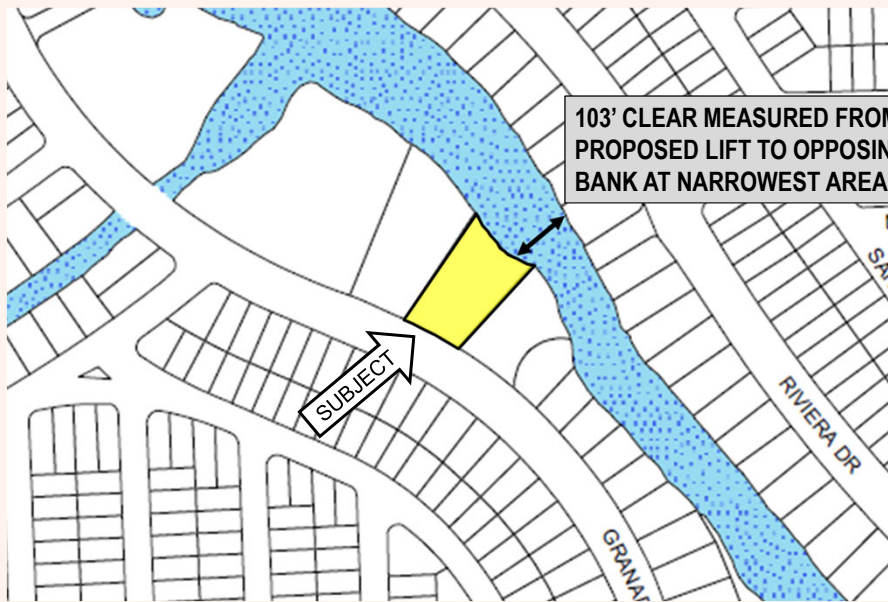 103’ CLEAR MEASURED FROM
PROPOSED LIFT TO OPPOSIN
BANK AT NARROWEST AREA
SUBJECT
RIVIERA DR